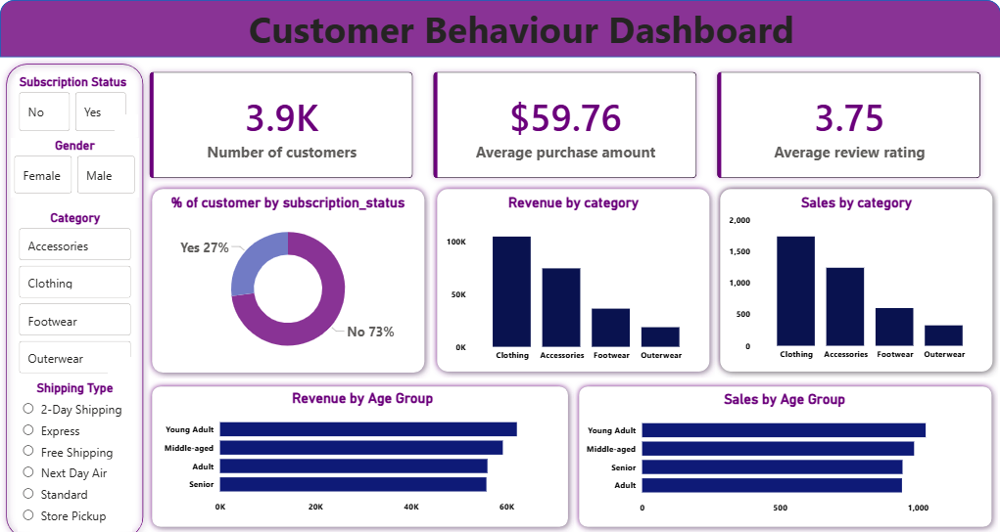 Customer Behaviour Dashboard
Subscription Status
No
Yes
Gender
Female
Male
Category
Accessories
Clothing
Footwear
Outerwear
Shipping Type
2-Day Shipping
Express
Free Shipping
Next Day Air
Standard
Store Pickup
3.9K
Number of customers
$59.76
Average purchase amount
3.75
Average review rating
% of customer by subscription_status
Yes 27%
No 73%
Revenue by category
100K
50K
0K
Clothing Accessories Footwear Outerwear
Sales by category
2,000
1,500
1,000
500
0
Clothing Accessories Footwear Outerwear
Revenue by Age Group
Young Adult
Middle-aged
Adult
Senior
0K 20K 40K 60K
Sales by Age Group
Young Adult
Middle-aged
Senior
Adult
0 500 1,000